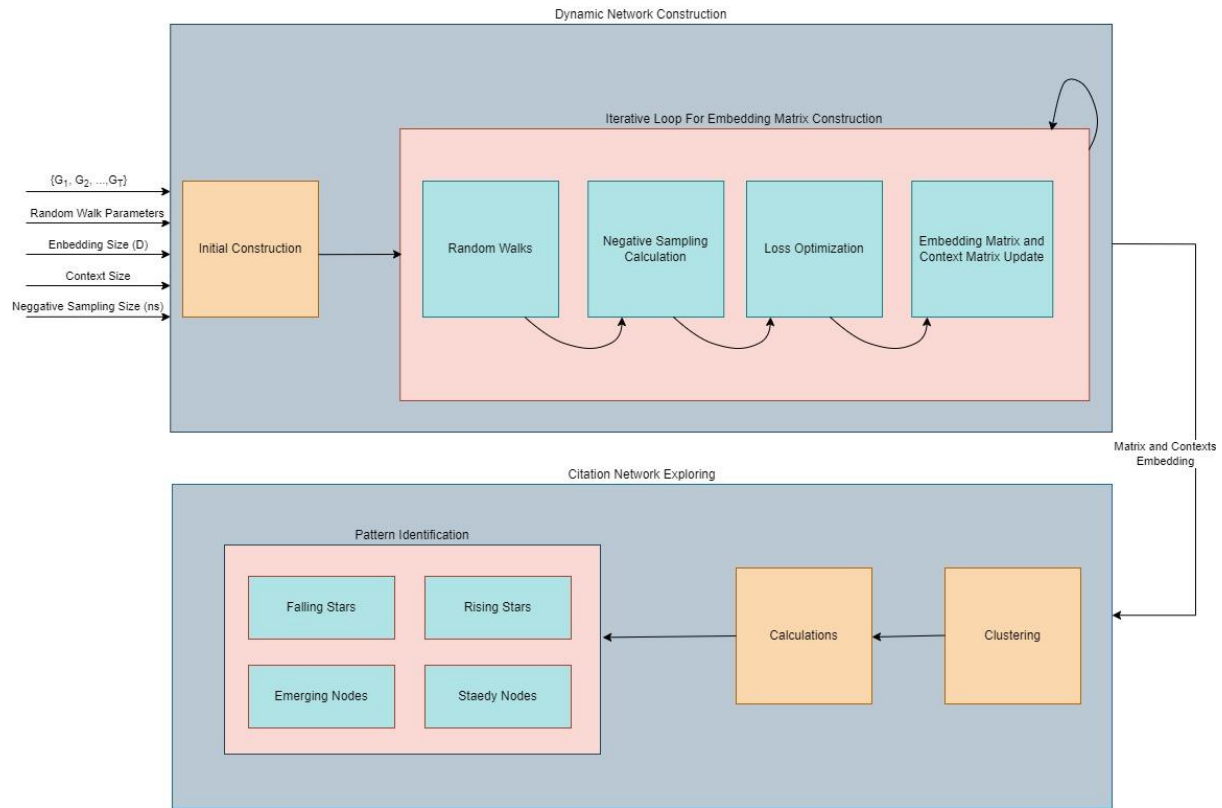 Dynamic Network Construction
Iterative Loop For Embedding Matrix Construction
{G1, G2, ...,GT}
Random Walk Parameters
Enbedding Size (D)
Context Size
Neggative Sampling Size (ns)
Initial Construction
Random Walks
Negative Sampling
Calculation
Loss Optimization
Embedding Matrix and
Context Matrix Update
Matrix and Contexts
Embedding
Citation Network Exploring
Pattern Identification
Falling Stars
Rising Stars
Emerging Nodes
Staedy Nodes
Calculations
Clustering